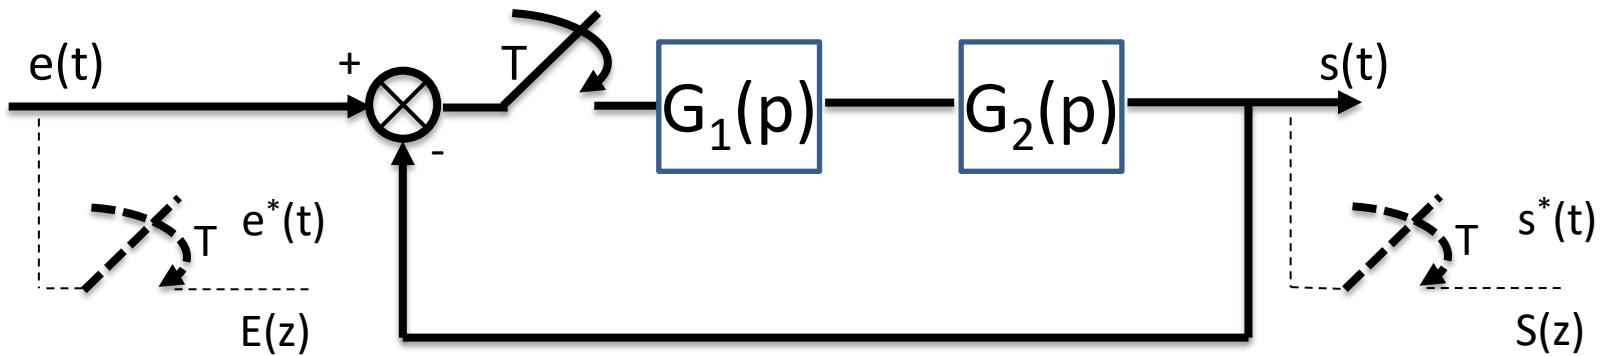 e(t)
+
-
T
G₁(p)
G₂(p)
s(t)
T
e*(t)
E(z)
T
s*(t)
S(z)